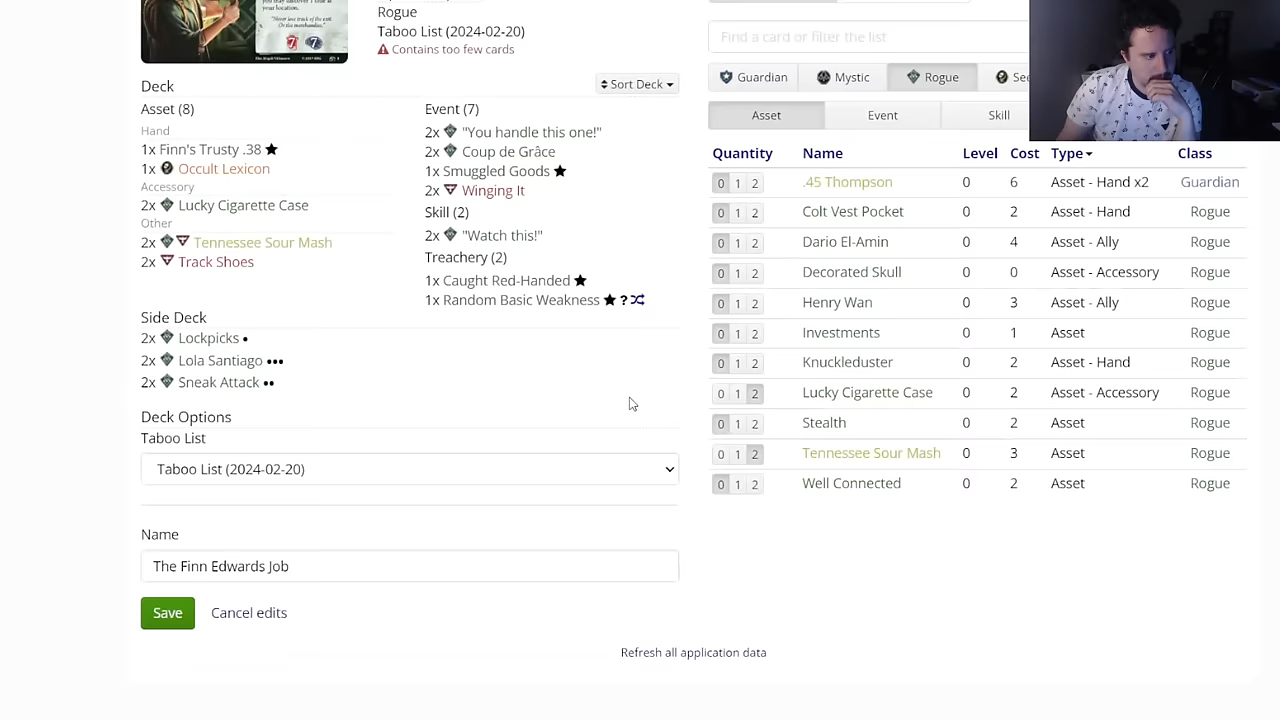 "Never lose track of the exit.
Or the merchandise."
Rogue
Taboo List (2024-02-20)
Contains too few cards
Deck
Sort Deck
Asset (8)
Hand
1x Finn's Trusty .38
1x Occult Lexicon
Accessory
2x Lucky Cigarette Case
Other
2x Tennessee Sour Mash
2x Track Shoes
Event (7)
2x "You handle this one!"
2x Coup de Grâce
1x Smuggled Goods
2x Winging It
Skill (2)
2x "Watch this!"
Treachery (2)
1x Caught Red-Handed
1x Random Basic Weakness ?
Side Deck
2x Lockpicks
2x Lola Santiago
2x Sneak Attack
Deck Options
Taboo List
Taboo List (2024-02-20)
Name
The Finn Edwards Job
Save Cancel edits
Find a card or filter the list
Guardian Mystic Rogue See
Asset Event Skill
Quantity Name Level Cost Type Class
0 1 2 .45 Thompson 0 6 Asset - Hand x2 Guardian
0 1 2 Colt Vest Pocket 0 2 Asset - Hand Rogue
0 1 2 Dario El-Amin 0 4 Asset - Ally Rogue
0 1 2 Decorated Skull 0 0 Asset - Accessory Rogue
0 1 2 Henry Wan 0 3 Asset - Ally Rogue
0 1 2 Investments 0 1 Asset Rogue
0 1 2 Knuckleduster 0 2 Asset - Hand Rogue
0 1 2 Lucky Cigarette Case 0 2 Asset - Accessory Rogue
0 1 2 Stealth 0 2 Asset Rogue
0 1 2 Tennessee Sour Mash 0 3 Asset Rogue
0 1 2 Well Connected 0 2 Asset Rogue
Refresh all application data